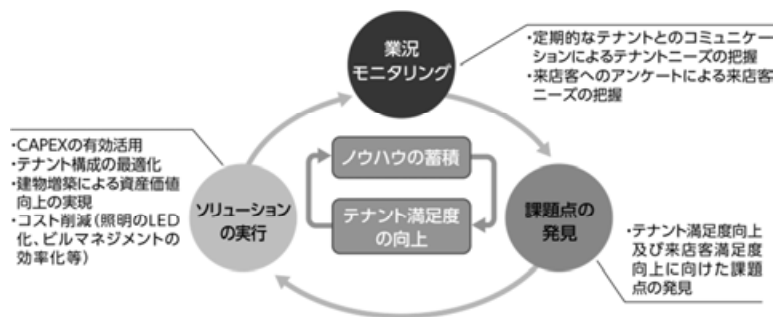 業況
モニタリング
・定期的なテナントとのコミュニケー
ションによるテナントニーズの把握
・来店客へのアンケートによる来店客
ニーズの把握
・CAPEXの有効活用
・テナント構成の最適化
・建物増築による資産価値
向上の実現
・コスト削減(照明のLED
化、ビルマネジメントの
効率化等)
ソリューション
の実行
ノウハウの蓄積
テナント満足度
の向上
課題点の
発見
・テナント満足度向上
及び来店客満足度
向上に向けた課題
点の発見